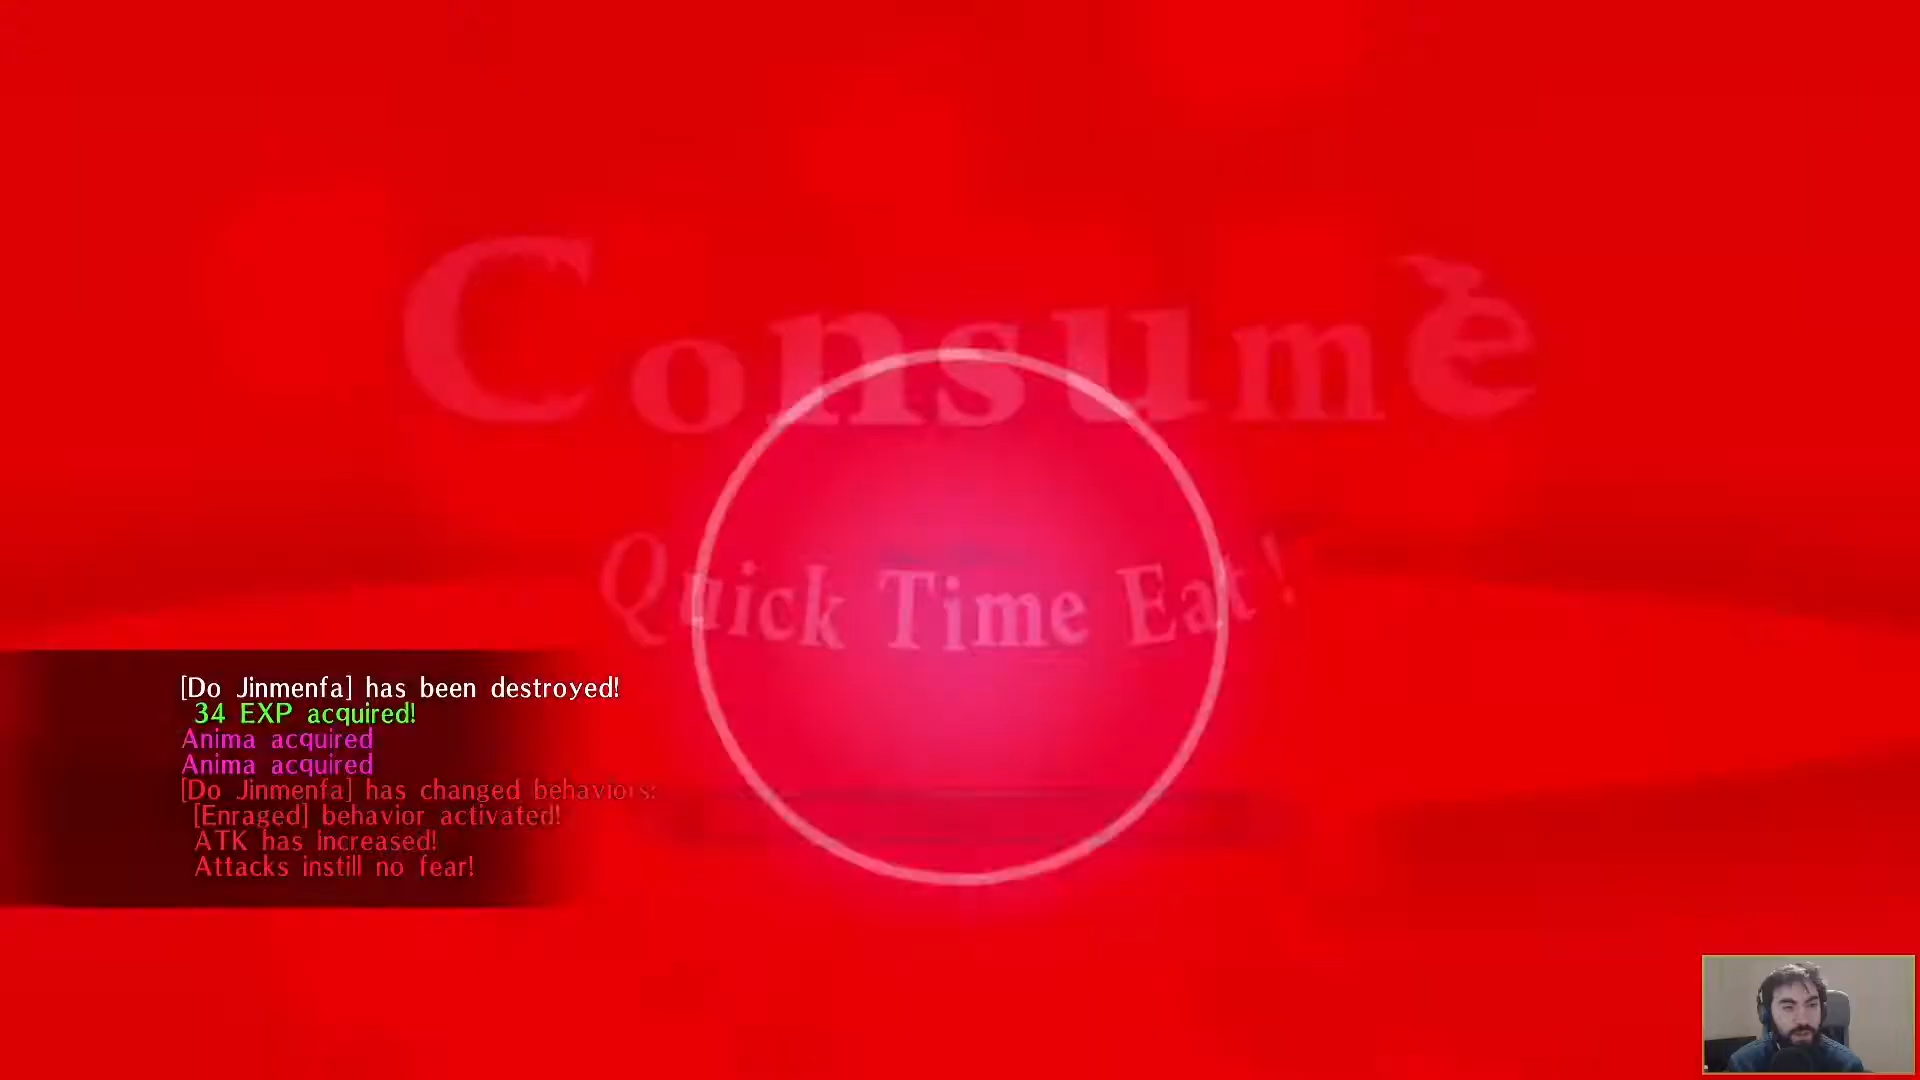 Consume
Quick Time Eat!
[Do Jinmenfa] has been destroyed!
34 EXP acquired!
Anima acquired
Anima acquired
[Do Jinmenfa] has changed behaviors:
[Enraged] behavior activated!
ATK has increased!
Attacks instill no fear!